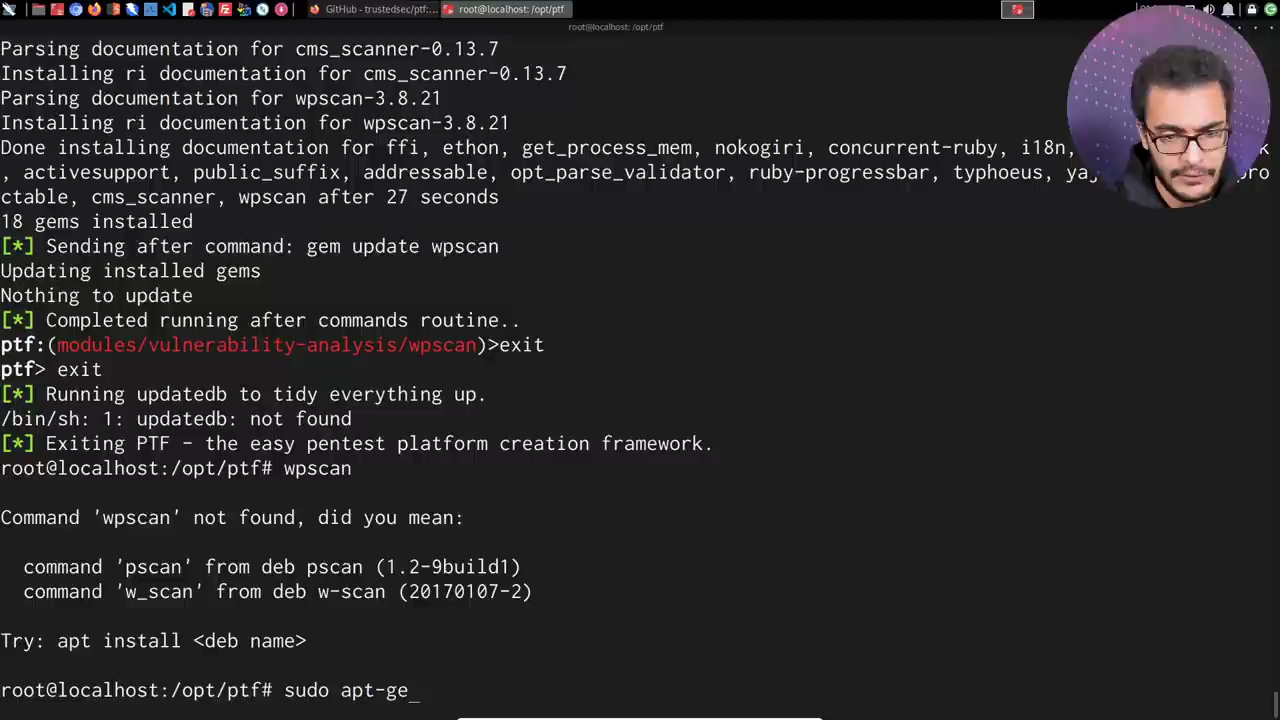 GitHub - trustedsec/ptf:...
root@localhost: /opt/ptf
root@localhost: /opt/ptf
Parsing documentation for cms_scanner-0.13.7
Installing ri documentation for cms_scanner-0.13.7
Parsing documentation for wpscan-3.8.21
Installing ri documentation for wpscan-3.8.21
Done installing documentation for ffi, ethon, get_process_mem, nokogiri, concurrent-ruby, i18n,
, activesupport, public_suffix, addressable, opt_parse_validator, ruby-progressbar, typhoeus,
ctable, cms_scanner, wpscan after 27 seconds
18 gems installed
[*] Sending after command: gem update wpscan
Updating installed gems
Nothing to update
[*] Completed running after commands routine..
ptf:(modules/vulnerability-analysis/wpscan)>exit
ptf> exit
[*] Running updatedb to tidy everything up.
/bin/sh: 1: updatedb: not found
[*] Exiting PTF - the easy pentest platform creation framework.
root@localhost:/opt/ptf# wpscan
Command 'wpscan' not found, did you mean:
command 'pscan' from deb pscan (1.2-9build1)
command 'w_scan' from deb w-scan (20170107-2)
Try: apt install <deb name>
root@localhost:/opt/ptf# sudo apt-ge_